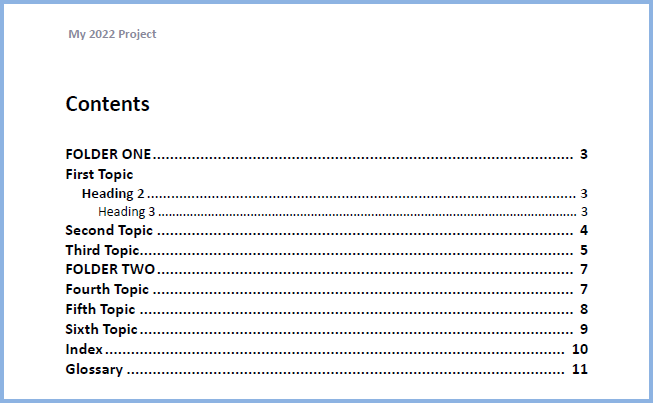 My 2022 Project
Contents
FOLDER ONE.................................................................................................. 3
First Topic
Heading 2.................................................................................................... 3
Heading 3.................................................................................................................... 3
Second Topic ................................................................................................ 4
Third Topic.................................................................................................... 5
FOLDER TWO................................................................................................. 7
Fourth Topic ................................................................................................. 7
Fifth Topic .................................................................................................... 8
Sixth Topic.................................................................................................... 9
Index.......................................................................................................... 10
Glossary ..................................................................................................... 11